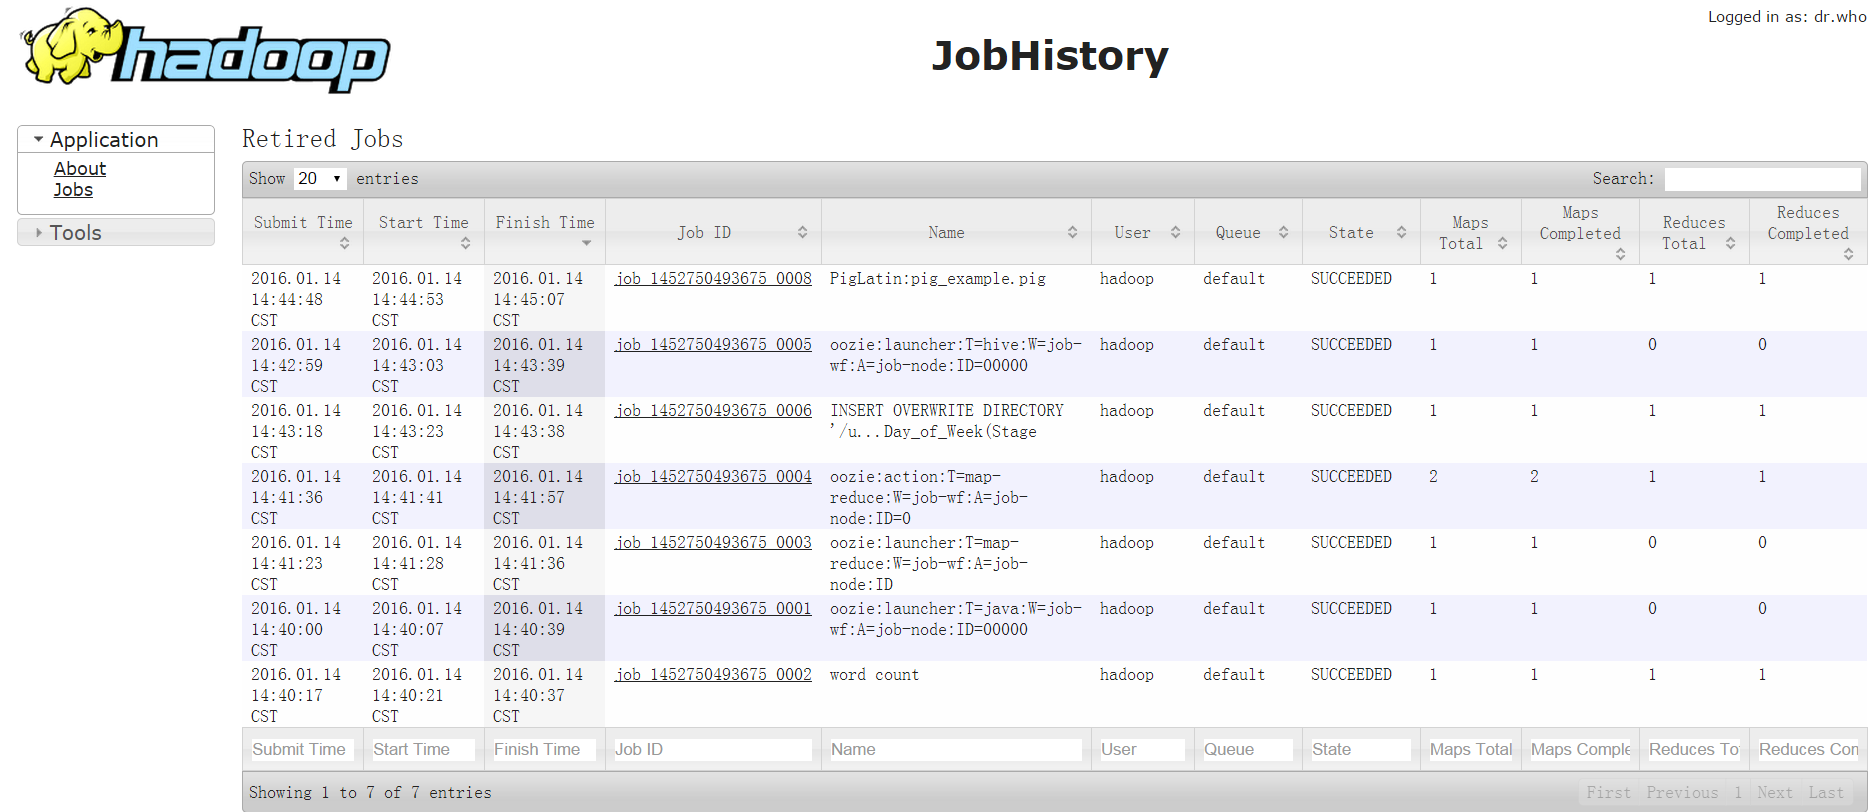 Logged in as: dr.who
hadoop
JobHistory
Application
About
Jobs
Tools
Retired Jobs
Show 20 entries
Search:
Submit Time Start Time Finish Time Job ID Name User Queue State Maps Total Maps Completed Reduces Total Reduces Completed
2016.01.14 2016.01.14 2016.01.14 job_1452750493675_0008 PigLatin:pig_example.pig hadoop default SUCCEEDED 1 1 1 1
14:44:48 14:44:53 14:45:07
CST CST CST
2016.01.14 2016.01.14 2016.01.14 job_1452750493675_0005 oozie:launcher:T=hive:W=job- hadoop default SUCCEEDED 1 1 0 0
14:42:59 14:43:03 14:43:39 wf:A=job-node:ID=00000
CST CST CST
2016.01.14 2016.01.14 2016.01.14 job_1452750493675_0006 INSERT OVERWRITE DIRECTORY hadoop default SUCCEEDED 1 1 1 1
14:43:18 14:43:23 14:43:38 '/u...Day_of_Week(Stage
CST CST CST
2016.01.14 2016.01.14 2016.01.14 job_1452750493675_0004 oozie:action:T=map- hadoop default SUCCEEDED 2 2 1 1
14:41:36 14:41:41 14:41:57 reduce:W=job-wf:A=job-
CST CST CST node:ID=0
2016.01.14 2016.01.14 2016.01.14 job_1452750493675_0003 oozie:launcher:T=map- hadoop default SUCCEEDED 1 1 0 0
14:41:23 14:41:28 14:41:36 reduce:W=job-wf:A=job-
CST CST CST node:ID
2016.01.14 2016.01.14 2016.01.14 job_1452750493675_0001 oozie:launcher:T=java:W=job- hadoop default SUCCEEDED 1 1 0 0
14:40:00 14:40:07 14:40:39 wf:A=job-node:ID=00000
CST CST CST
2016.01.14 2016.01.14 2016.01.14 job_1452750493675_0002 word count hadoop default SUCCEEDED 1 1 1 1
14:40:17 14:40:21 14:40:37
CST CST CST
Submit Time Start Time Finish Time Job ID Name User Queue State Maps Total Maps Comple Reduces To Reduces Com
Showing 1 to 7 of 7 entries
First Previous 1 Next Last